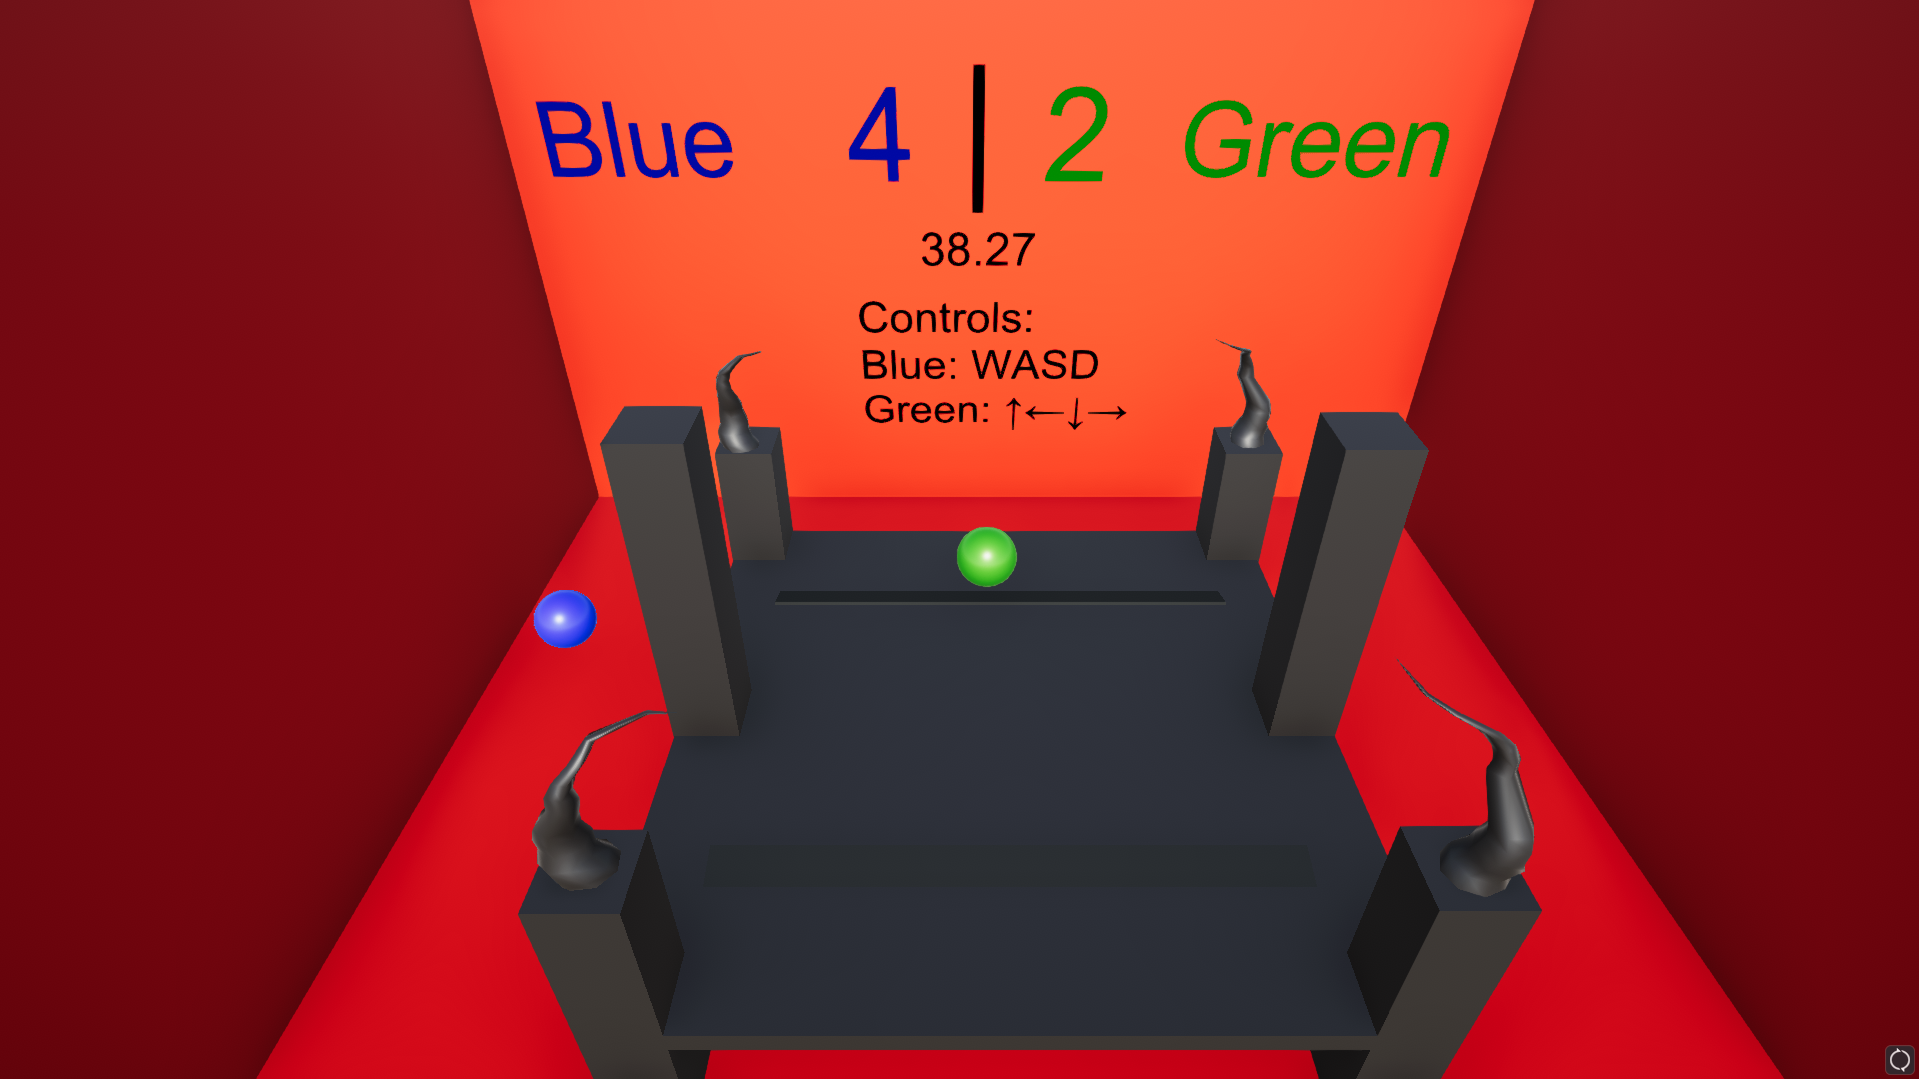 Blue 4 | 2 Green
38.27
Controls:
Blue: WASD
Green: ↑←↓→